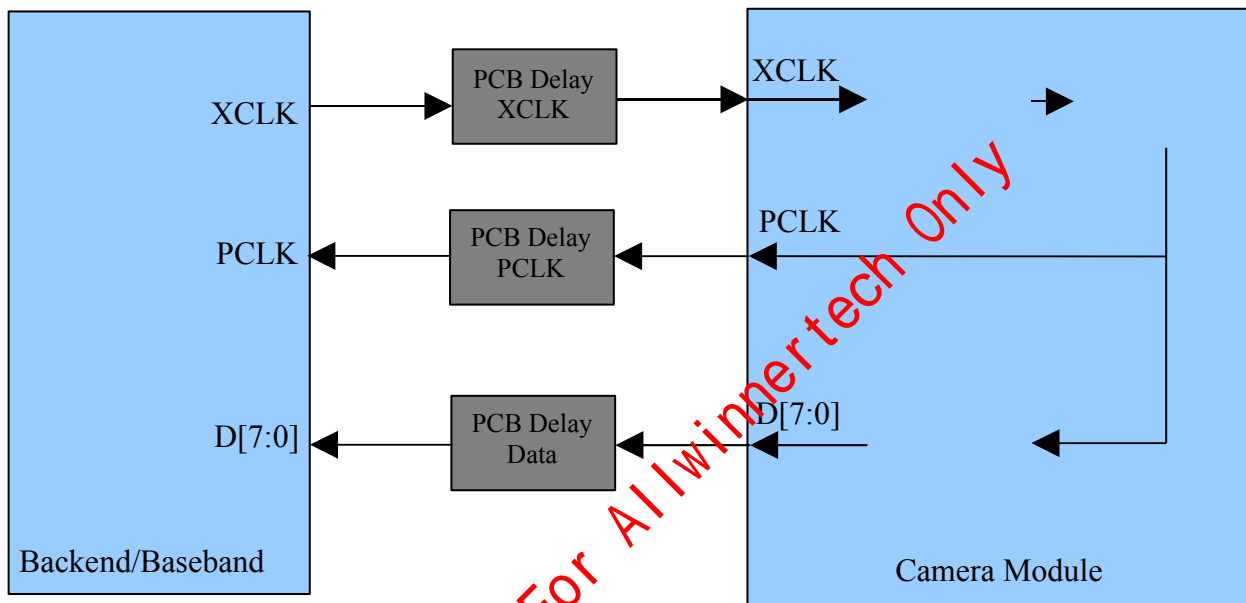 XCLK
PCB Delay
XCLK
XCLK
PCLK
PCB Delay
PCLK
PCLK
D[7:0]
PCB Delay
Data
D[7:0]
Backend/Baseband
Camera Module
For Allwinnertech Only